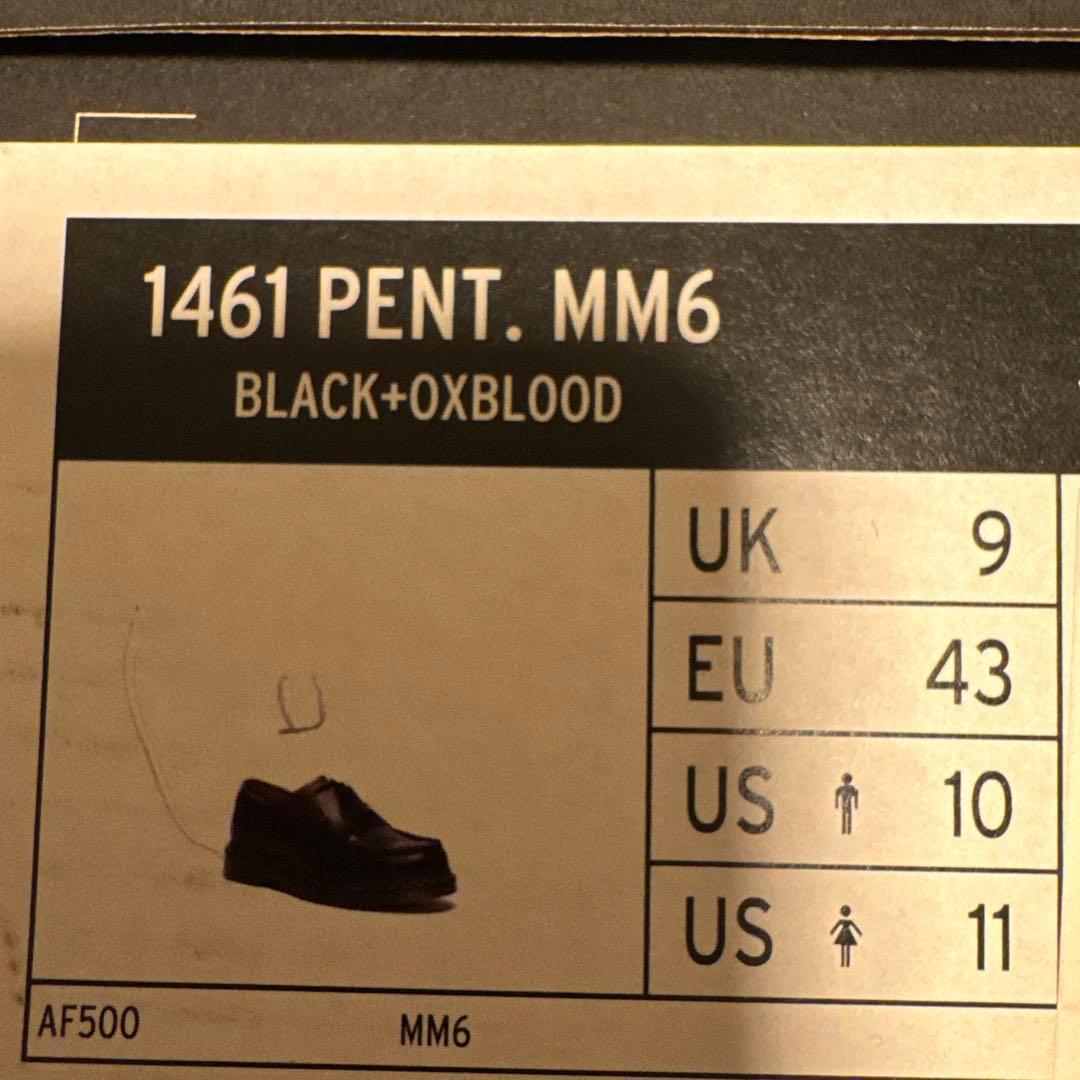 1461 PENT. MM6
BLACK+OXBLOOD
UK 9
EU 43
US 10
US 11
AF500 MM6